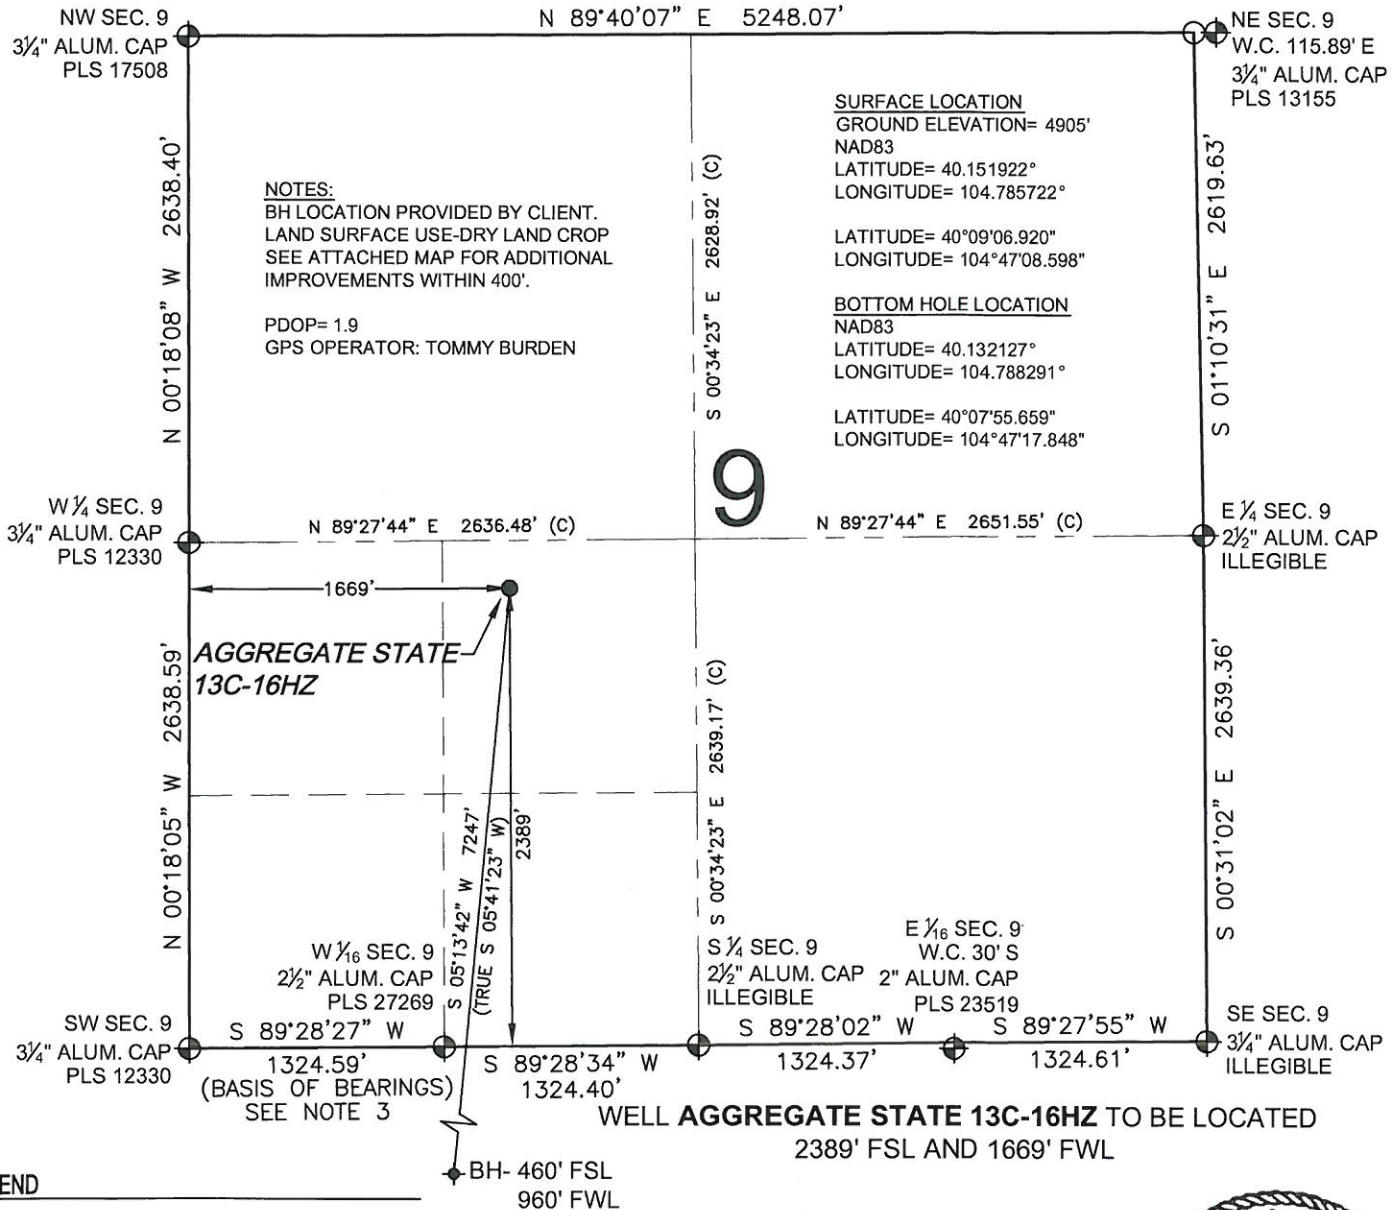 NW SEC. 9
3¼" ALUM. CAP
PLS 17508
N 89°40'07" E 5248.07'
NE SEC. 9
W.C. 115.89' E
3¼" ALUM. CAP
PLS 13155
N 00°18'08" W 2638.40'
NOTES:
BH LOCATION PROVIDED BY CLIENT.
LAND SURFACE USE-DRY LAND CROP
SEE ATTACHED MAP FOR ADDITIONAL
IMPROVEMENTS WITHIN 400'.
PDOP= 1.9
GPS OPERATOR: TOMMY BURDEN
S 00°34'23" E 2628.92' (C)
SURFACE LOCATION
GROUND ELEVATION= 4905'
NAD83
LATITUDE= 40.151922°
LONGITUDE= 104.785722°
LATITUDE= 40°09'06.920"
LONGITUDE= 104°47'08.598"
BOTTOM HOLE LOCATION
NAD83
LATITUDE= 40.132127°
LONGITUDE= 104.788291°
LATITUDE= 40°07'55.659"
LONGITUDE= 104°47'17.848"
S 01°10'31" E 2619.63'
9
W ¼ SEC. 9
3¼" ALUM. CAP
PLS 12330
N 89°27'44" E 2636.48' (C)
N 89°27'44" E 2651.55' (C)
E ¼ SEC. 9
2½" ALUM. CAP
ILLEGIBLE
1669'
AGGREGATE STATE
13C-16HZ
N 00°18'05" W 2638.59'
S 05°13'42" W 7247'
(TRUE S 05°41'23" W)
2389'
S 00°34'23" E 2639.17' (C)
S 00°31'02" E 2639.36'
W 1⁄16 SEC. 9
2½" ALUM. CAP
PLS 27269
S ¼ SEC. 9
2½" ALUM. CAP
ILLEGIBLE
E 1⁄16 SEC. 9
W.C. 30' S
2" ALUM. CAP
PLS 23519
SW SEC. 9
3¼" ALUM. CAP
PLS 12330
S 89°28'27" W
1324.59'
(BASIS OF BEARINGS)
SEE NOTE 3
S 89°28'34" W
1324.40'
S 89°28'02" W
1324.37'
S 89°27'55" W
1324.61'
SE SEC. 9
3¼" ALUM. CAP
ILLEGIBLE
WELL AGGREGATE STATE 13C-16HZ TO BE LOCATED
2389' FSL AND 1669' FWL
BH- 460' FSL
960' FWL
END